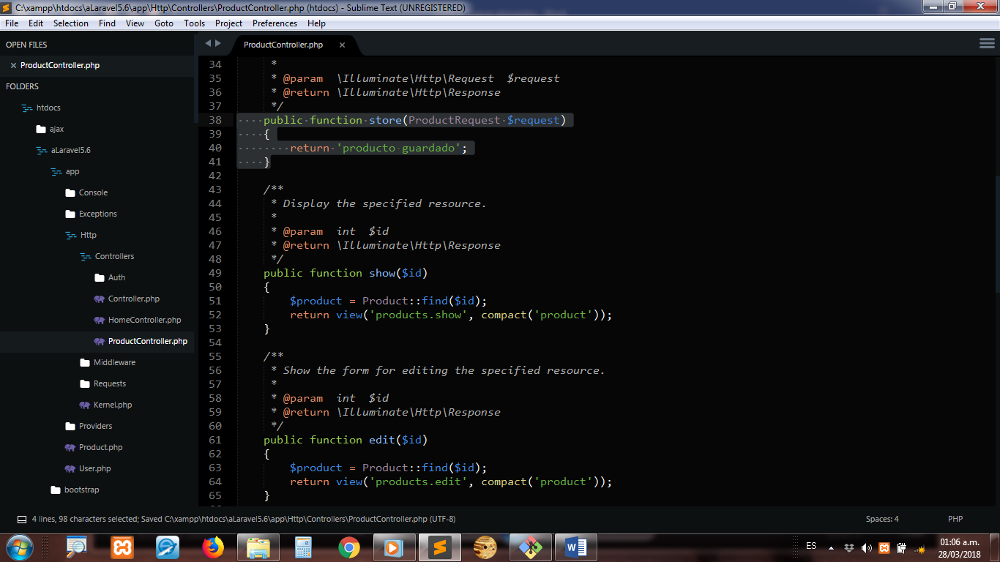 C:\xampp\htdocs\aLaravel5.6\app\Http\Controllers\ProductController.php (htdocs) - Sublime Text (UNREGISTERED)
File Edit Selection Find View Goto Tools Project Preferences Help
OPEN FILES
ProductController.php
FOLDERS
htdocs
ajax
aLaravel5.6
app
Console
Exceptions
Http
Controllers
Auth
Controller.php
HomeController.php
ProductController.php
Middleware
Requests
Kernel.php
Providers
Product.php
User.php
bootstrap
ProductController.php
34 *
35 * @param  \Illuminate\Http\Request  $request
36 * @return \Illuminate\Http\Response
37 */
38 public function store(ProductRequest $request)
39 {
40 return 'producto guardado';
41 }
42
43 /**
44 * Display the specified resource.
45 *
46 * @param  int  $id
47 * @return \Illuminate\Http\Response
48 */
49 public function show($id)
50 {
51 $product = Product::find($id);
52 return view('products.show', compact('product'));
53 }
54
55 /**
56 * Show the form for editing the specified resource.
57 *
58 * @param  int  $id
59 * @return \Illuminate\Http\Response
60 */
61 public function edit($id)
62 {
63 $product = Product::find($id);
64 return view('products.edit', compact('product'));
65 }
4 lines, 98 characters selected; Saved C:\xampp\htdocs\aLaravel5.6\app\Http\Controllers\ProductController.php (UTF-8)
Spaces: 4
PHP
ES
01:06 a.m.
28/03/2018